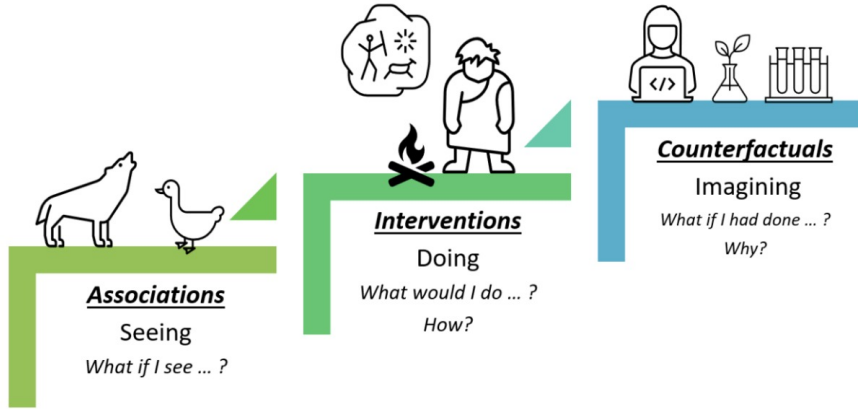 Associations
Seeing
What if I see ... ?
Interventions
Doing
What would I do ... ?
How?
</>
Counterfactuals
Imagining
What if I had done ... ?
Why?